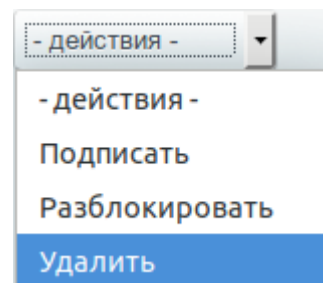 - действия -
- действия -
Подписать
Разблокировать
Удалить